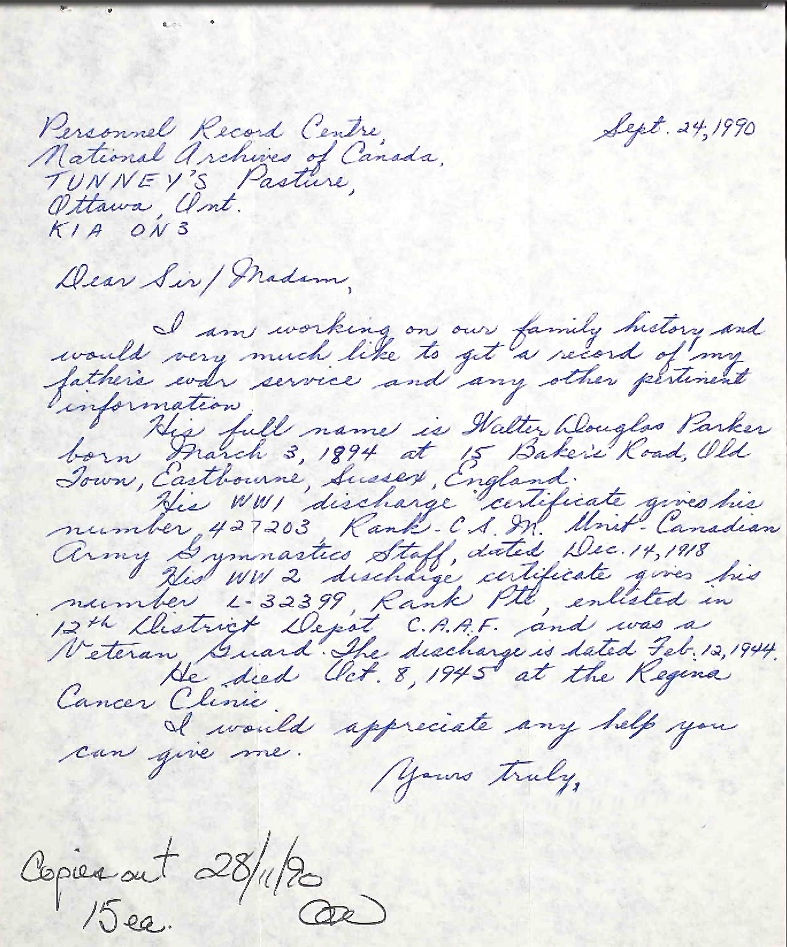 Personnel Record Centre,
Sept. 24, 1990
National Archives of Canada,
TUNNEY'S Pasture,
Ottawa, Ont.
K1A 0N3
Dear Sir / Madam,
I am working on our family history, and
would very much like to get a record of my
father's war service and any other pertinent
information.
His full name is Walter Douglas Parker
born March 3, 1894 at 15 Baker's Road, Old
Town, Eastbourne, Sussex, England.
His WW1 discharge certificate gives his
number 427203, Rank - C.S.M. Unit - Canadian
Army Gymnastics Staff, dated Dec. 14, 1918
His WW2 discharge certificate gives his
number L-32399, Rank Pte, enlisted in
12th District Depot C.A.A.F. and was a
Veteran Guard. The discharge is dated Feb. 12, 1944.
He died Oct. 8, 1945 at the Regina
Cancer Clinic.
I would appreciate any help you
can give me.
Yours truly,
Copies out 28/11/90
15 ea.